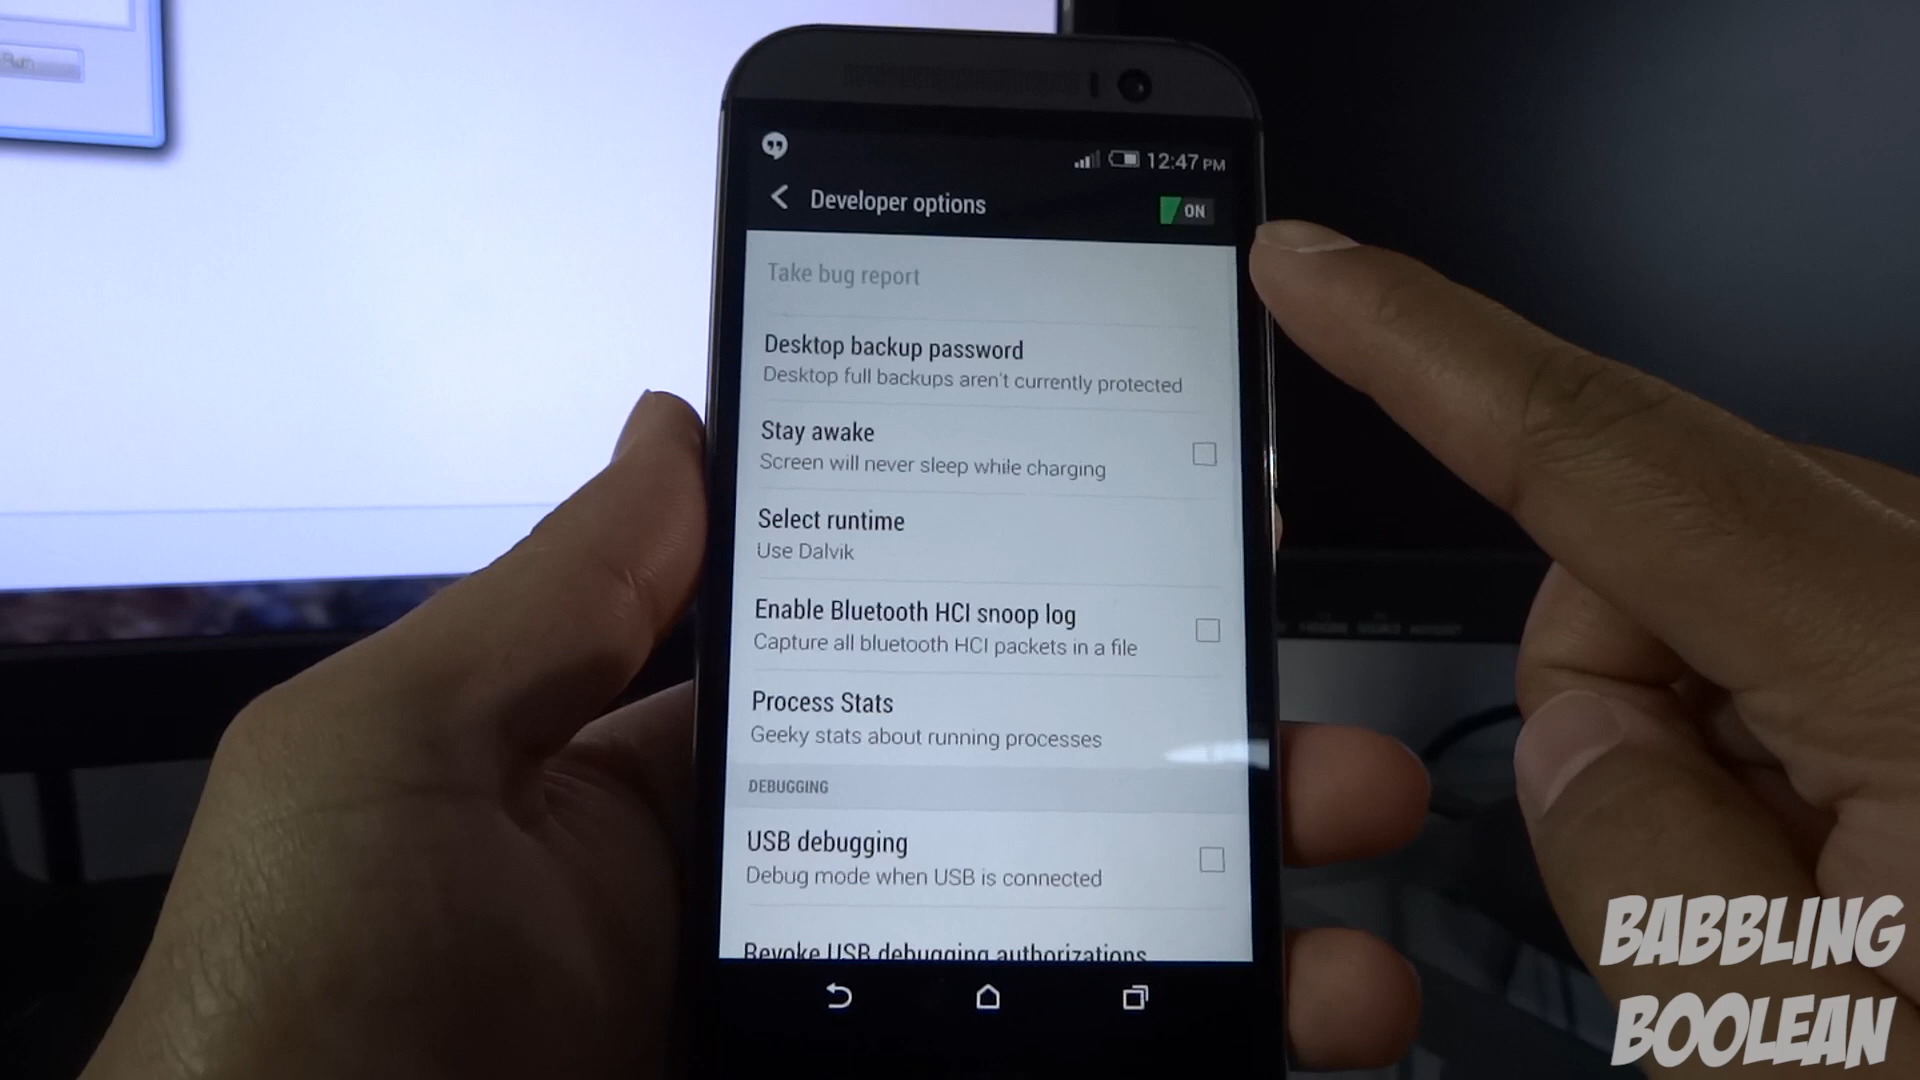 12:47 PM
Developer options
ON
Take bug report
Desktop backup password
Desktop full backups aren't currently protected
Stay awake
Screen will never sleep while charging
Select runtime
Use Dalvik
Enable Bluetooth HCI snoop log
Capture all bluetooth HCI packets in a file
Process Stats
Geeky stats about running processes
DEBUGGING
USB debugging
Debug mode when USB is connected
Revoke USB debugging authorizations
BABBLING
BOOLEAN